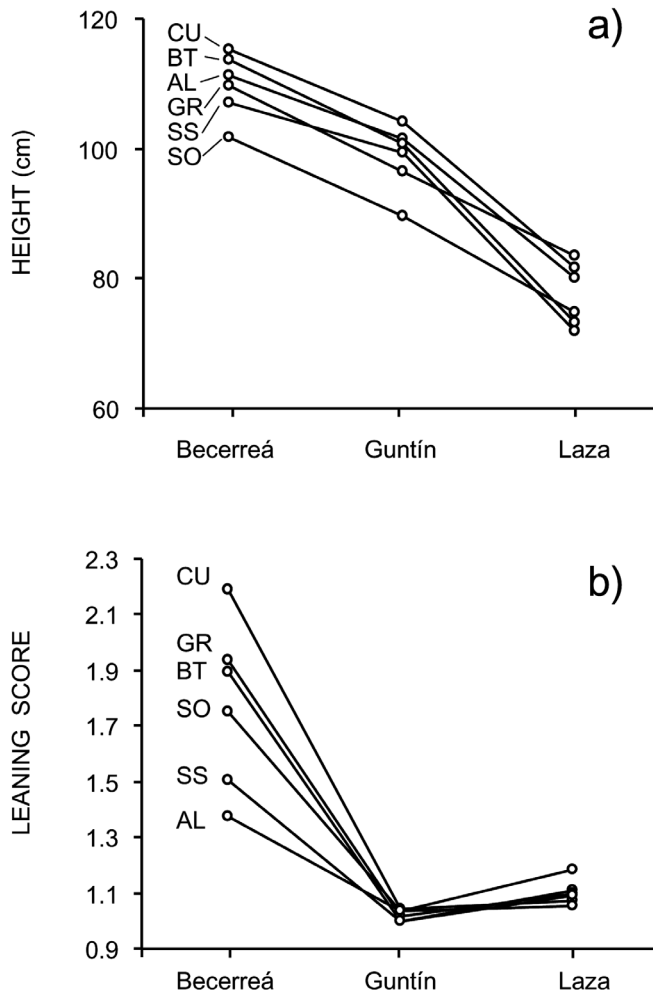 a)
HEIGHT (cm)
120
100
80
60
CU
BT
AL
GR
SS
SO
Becerreá Guntín Laza
b)
LEANING SCORE
2.3
2.1
1.9
1.7
1.5
1.3
1.1
0.9
CU
GR
BT
SO
SS
AL
Becerreá Guntín Laza